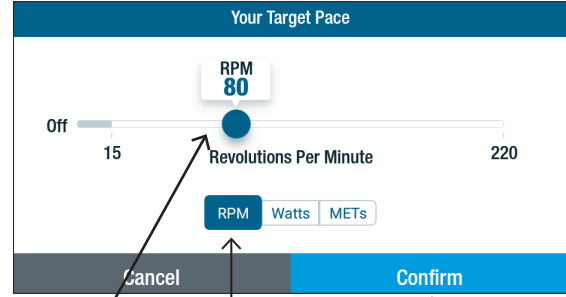 Your Target Pace
RPM
80
Off
15
Revolutions Per Minute
220
RPM Watts METs
Cancel Confirm